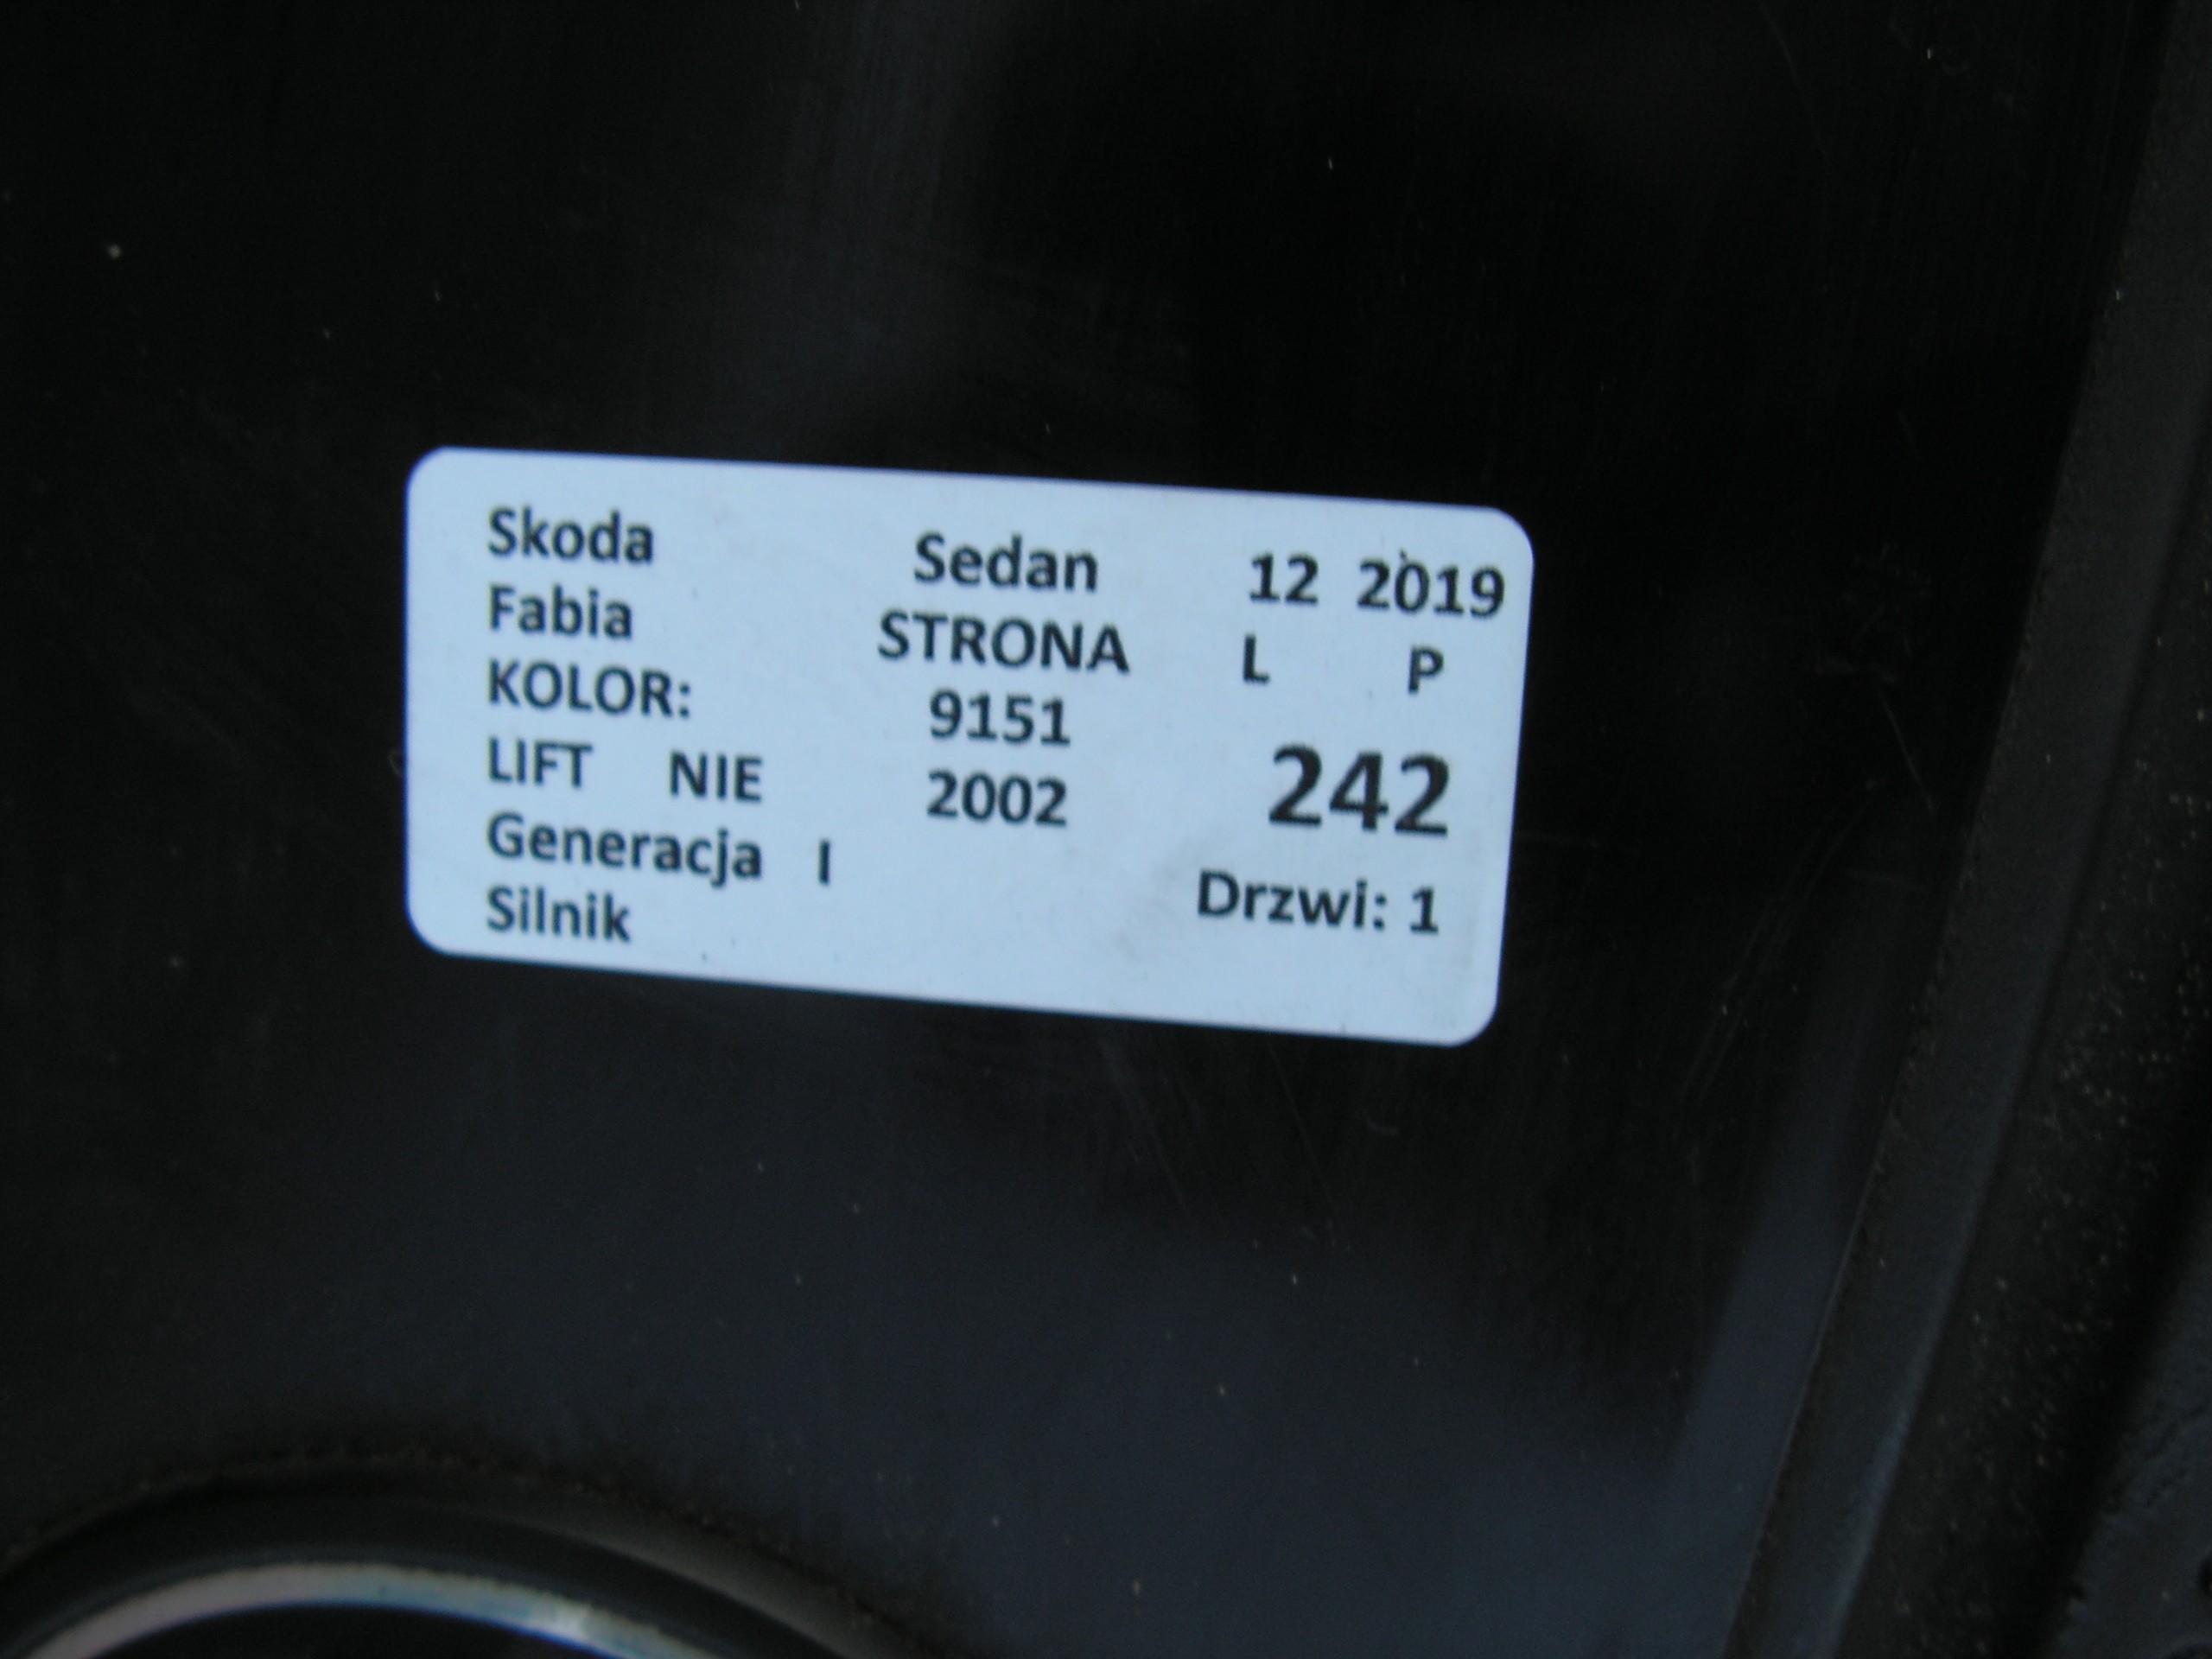 Skoda Sedan 12 2019
Fabia STRONA L P
KOLOR: 9151
LIFT NIE 2002 242
Generacja I
Silnik Drzwi: 1